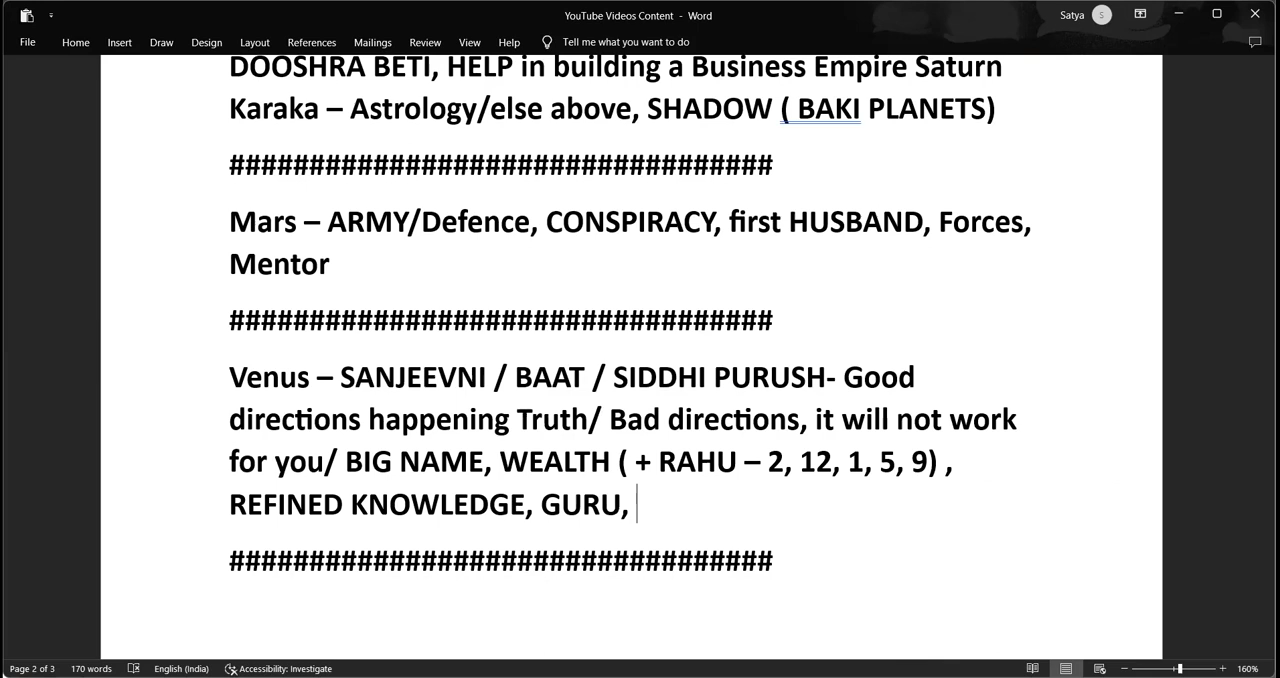 YouTube Videos Content - Word
Satya
S
File Home Insert Draw Design Layout References Mailings Review View Help Tell me what you want to do
DOOSHRA BETI, HELP in building a Business Empire Saturn
Karaka – Astrology/else above, SHADOW ( BAKI PLANETS)
##################################
Mars – ARMY/Defence, CONSPIRACY, first HUSBAND, Forces,
Mentor
##################################
Venus – SANJEEVNI / BAAT / SIDDHI PURUSH- Good
directions happening Truth/ Bad directions, it will not work
for you/ BIG NAME, WEALTH ( + RAHU – 2, 12, 1, 5, 9) ,
REFINED KNOWLEDGE, GURU,
##################################
Page 2 of 3 170 words English (India) Accessibility: Investigate 160%